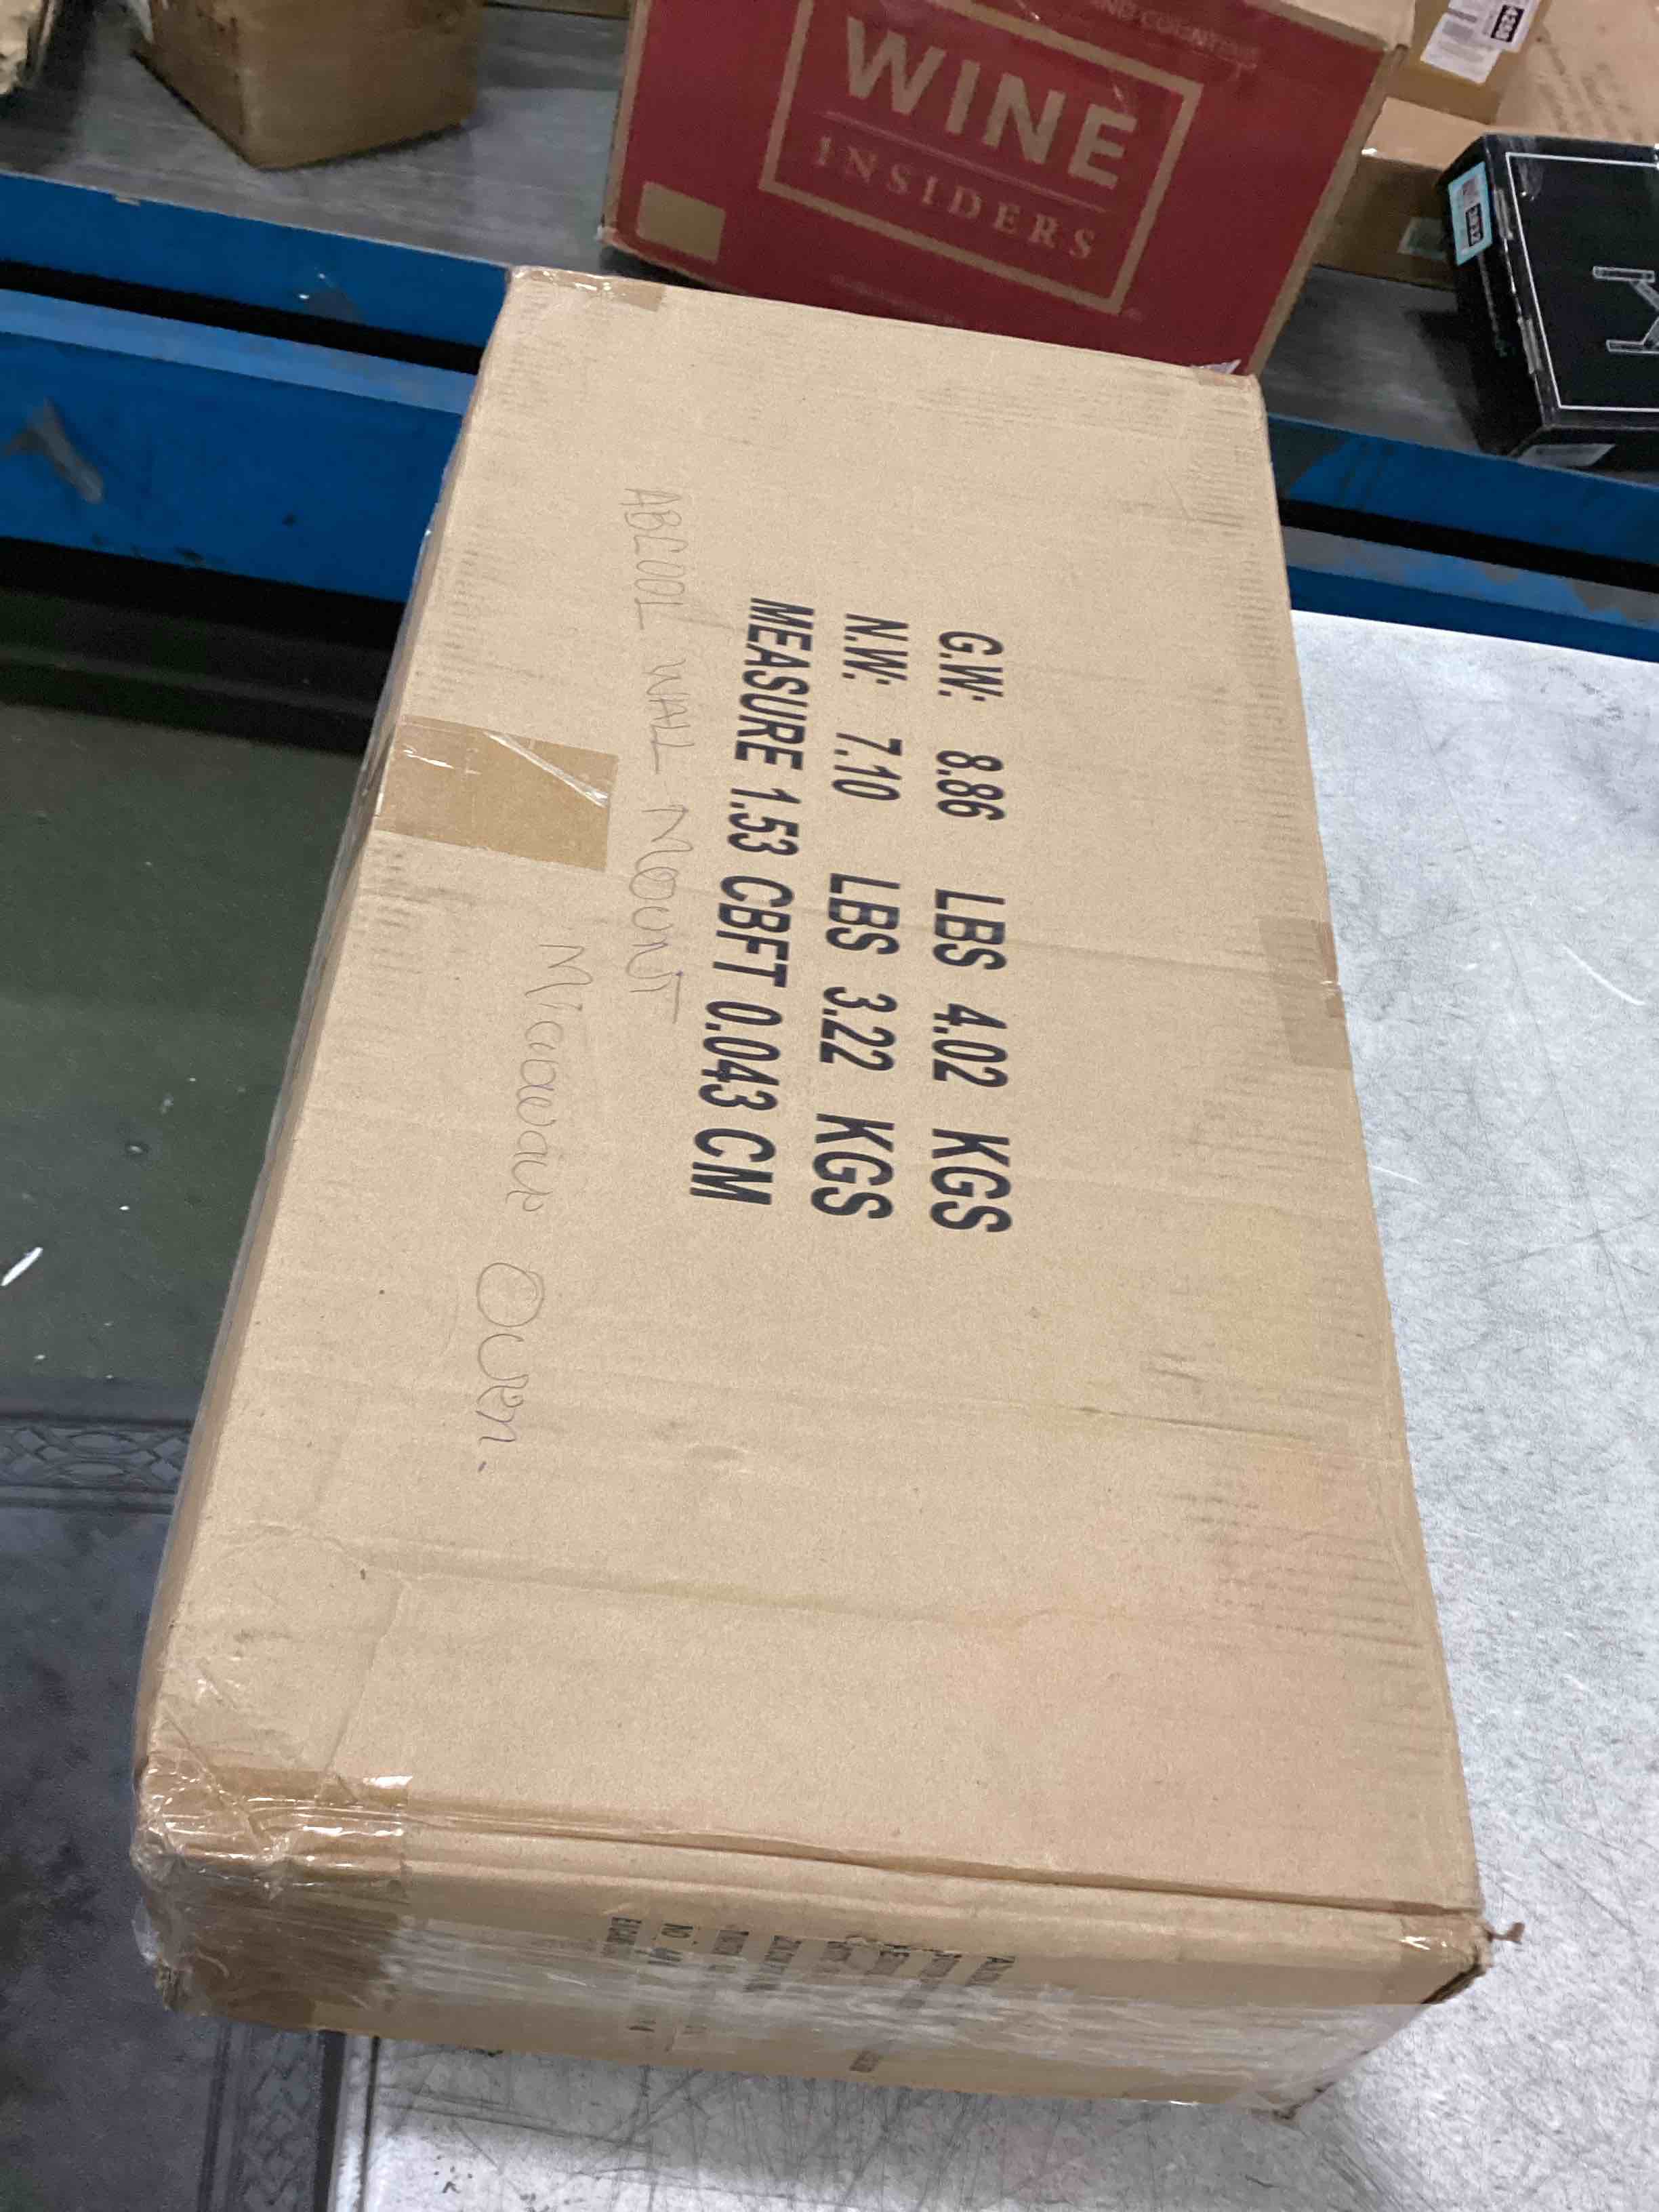 WINE
INSIDERS
G.W: 8.86 LBS 4.02 KGS
N.W: 7.10 LBS 3.22 KGS
MEASURE 1.53 CBFT 0.043 CM
ABCCOOL WALL-MOUNT
Microwave Oven.